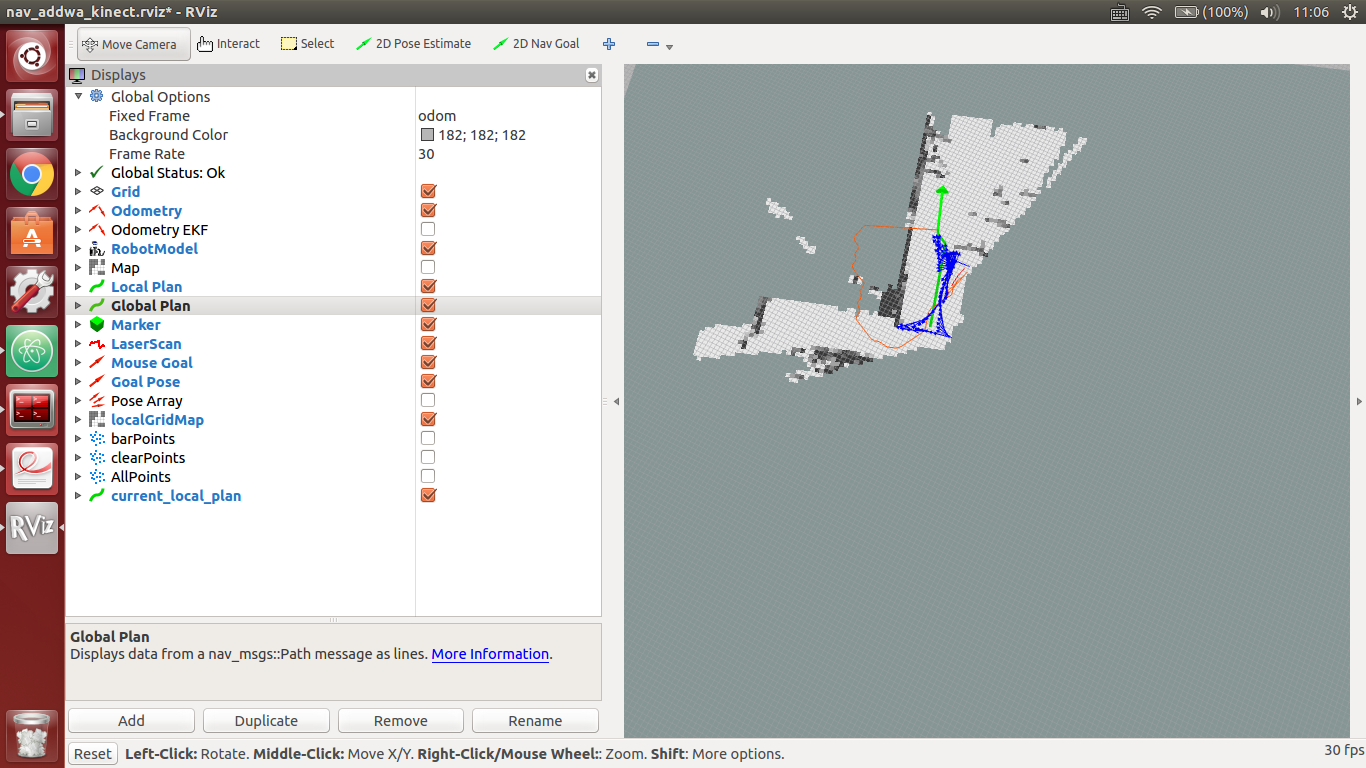 nav_addwa_kinect.rviz* - RViz
(100%)
11:06
Move Camera
Interact
Select
2D Pose Estimate
2D Nav Goal
Displays
Global Options
Fixed Frame odom
Background Color 182; 182; 182
Frame Rate 30
Global Status: Ok
Grid
Odometry
Odometry EKF
RobotModel
Map
Local Plan
Global Plan
Marker
LaserScan
Mouse Goal
Goal Pose
Pose Array
localGridMap
barPoints
clearPoints
AllPoints
current_local_plan
RViz
Global Plan
Displays data from a nav_msgs::Path message as lines. More Information.
Add
Duplicate
Remove
Rename
Reset
Left-Click: Rotate. Middle-Click: Move X/Y. Right-Click/Mouse Wheel:: Zoom. Shift: More options.
30 fps